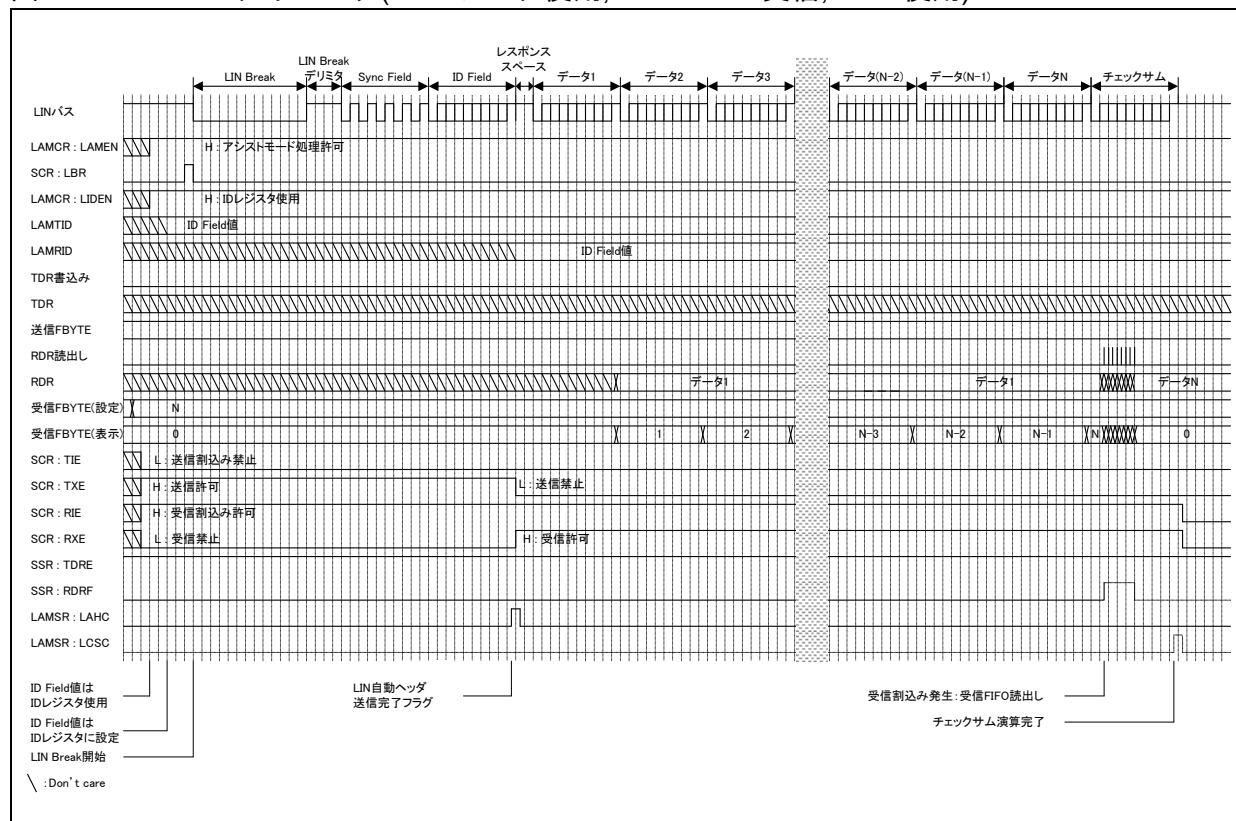 レスポンス
スペース
LIN Break
デリミタ
LIN Break
Sync Field
ID Field
データ1
データ2
データ3
データ(N-2)
データ(N-1)
データN
チェックサム
LINバス
LAMCR : LAMEN
H : アシストモード処理許可
SCR : LBR
LAMCR : LIDEN
H : IDレジスタ使用
LAMTID
ID Field値
LAMRID
ID Field値
TDR書込み
TDR
送信FBYTE
RDR読出し
RDR
データ1
データ1
データN
受信FBYTE(設定)
N
受信FBYTE(表示)
0
1
2
N-3
N-2
N-1
N
0
SCR : TIE
L : 送信割込み禁止
SCR : TXE
H : 送信許可
L : 送信禁止
SCR : RIE
H : 受信割込み許可
SCR : RXE
L : 受信禁止
H : 受信許可
SSR : TDRE
SSR : RDRF
LAMSR : LAHC
LAMSR : LCSC
ID Field値は
IDレジスタ使用
LIN自動ヘッダ
送信完了フラグ
受信割込み発生 : 受信FIFO読出し
ID Field値は
IDレジスタに設定
チェックサム演算完了
LIN Break開始
\ : Don't care